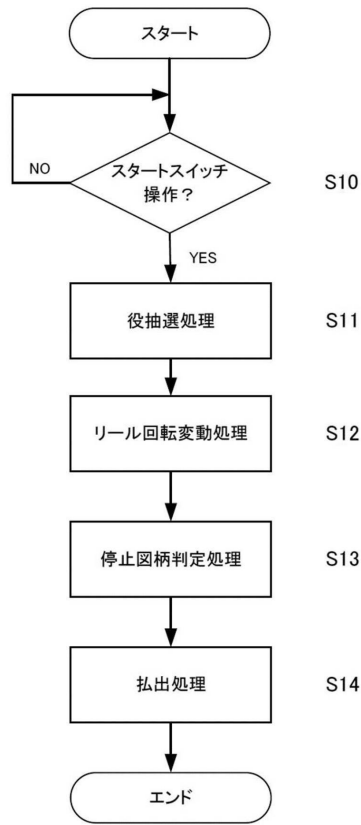 スタート
スタートスイッチ
操作？
S10
NO
YES
役抽選処理
S11
リール回転変動処理
S12
停止図柄判定処理
S13
払出処理
S14
エンド